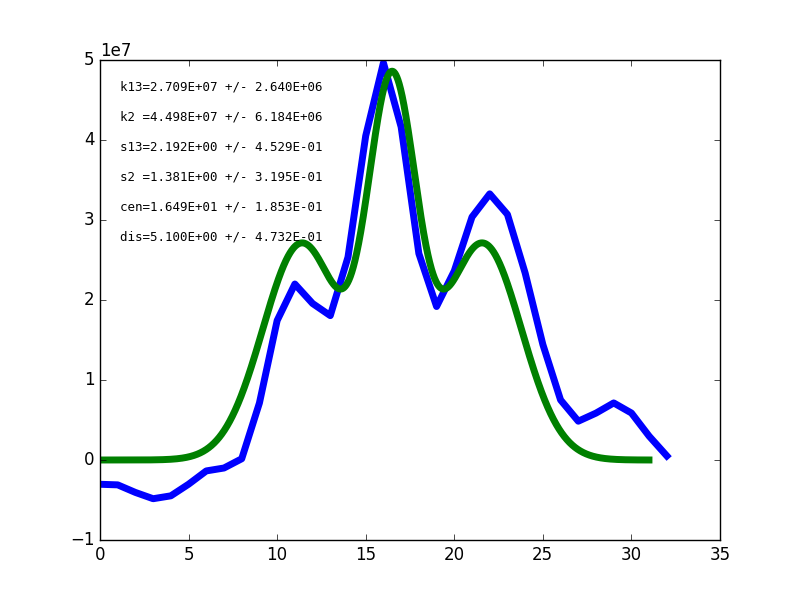 1e7
5
k13=2.709E+07 +/- 2.640E+06
k2 =4.498E+07 +/- 6.184E+06
4
s13=2.192E+00 +/- 4.529E-01
s2 =1.381E+00 +/- 3.195E-01
cen=1.649E+01 +/- 1.853E-01
3
dis=5.100E+00 +/- 4.732E-01
2
1
0
−1
0 5 10 15 20 25 30 35